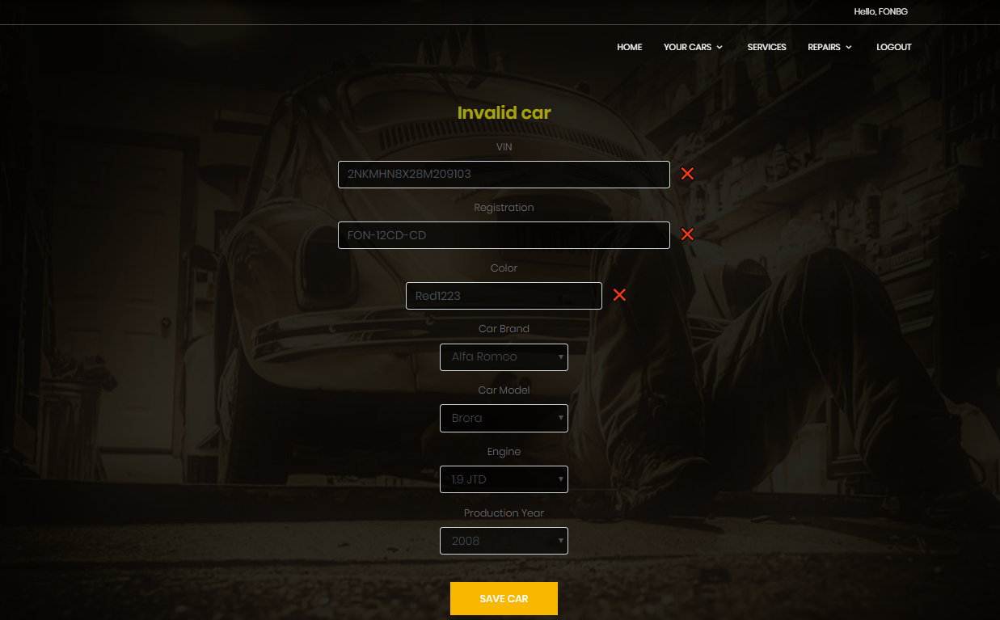 Hello, FONBG
HOME YOUR CARS SERVICES REPAIRS LOGOUT
Invalid car
VIN
2NKMHN8X28M209103
Registration
FON-12CD-CD
Color
Red1223
Car Brand
Alfa Romeo
Car Model
Brera
Engine
1.9 JTD
Production Year
2008
SAVE CAR